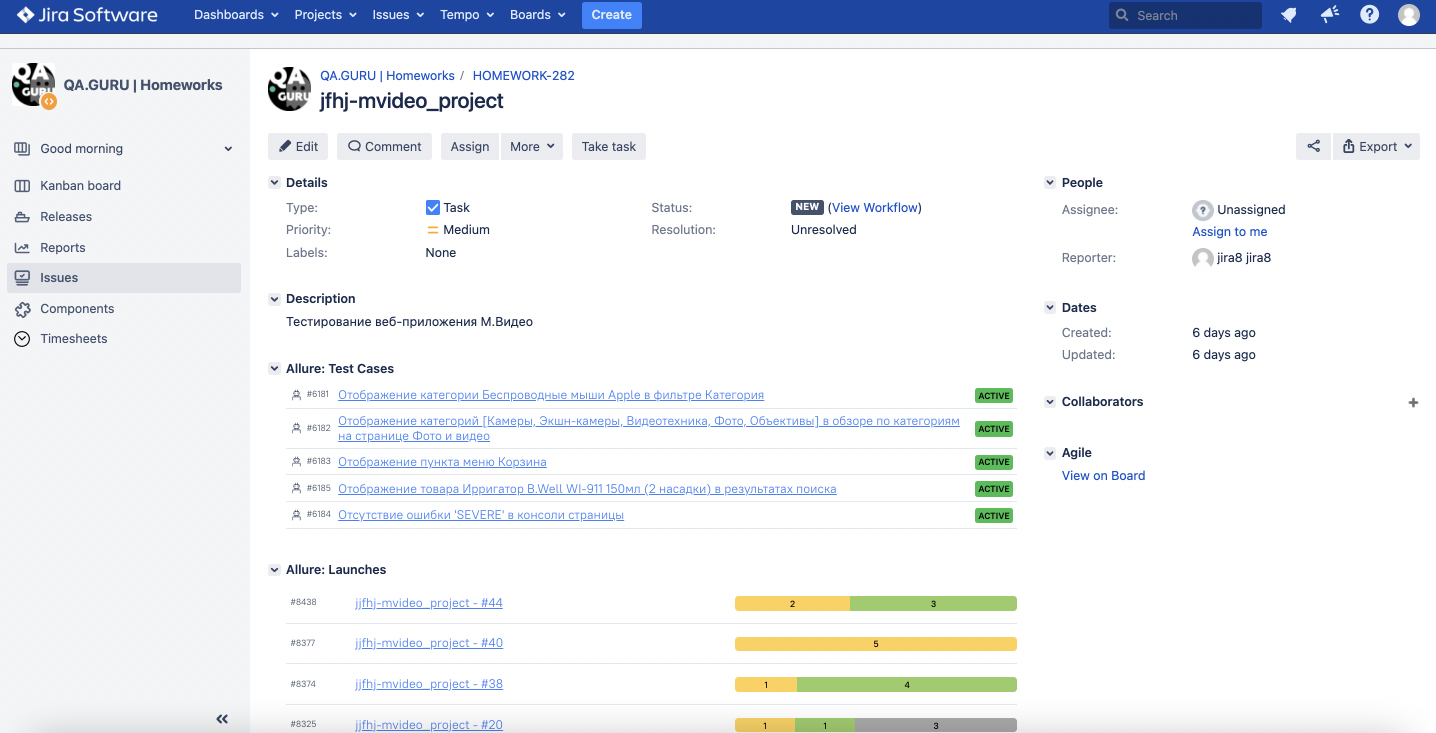 Jira Software
Dashboards Projects Issues Tempo Boards Create Search
QA.GURU | Homeworks
Good morning
Kanban board
Releases
Reports
Issues
Components
Timesheets
QA.GURU | Homeworks / HOMEWORK-282
jfhj-mvideo_project
Edit Comment Assign More Take task Export
Details
Type: Task
Status: NEW (View Workflow)
Priority: Medium
Resolution: Unresolved
Labels: None
Description
Тестирование веб-приложения М.Видео
Allure: Test Cases
#6181 Отображение категории Беспроводные мыши Apple в фильтре Категория ACTIVE
#6182 Отображение категорий [Камеры, Экшн-камеры, Видеотехника, Фото, Объективы] в обзоре по категориям
на странице Фото и видео ACTIVE
#6183 Отображение пункта меню Корзина ACTIVE
#6185 Отображение товара Ирригатор B.Well WI-911 150мл (2 насадки) в результатах поиска ACTIVE
#6184 Отсутствие ошибки 'SEVERE' в консоли страницы ACTIVE
Allure: Launches
#8438 jjfhj-mvideo_project - #44 2 3
#8377 jjfhj-mvideo_project - #40 5
#8374 jjfhj-mvideo_project - #38 1 4
#8325 jjfhj-mvideo_project - #20 1 1 3
People
Assignee: Unassigned
Assign to me
Reporter: jira8 jira8
Dates
Created: 6 days ago
Updated: 6 days ago
Collaborators
Agile
View on Board
QA
GURU
QA
GURU